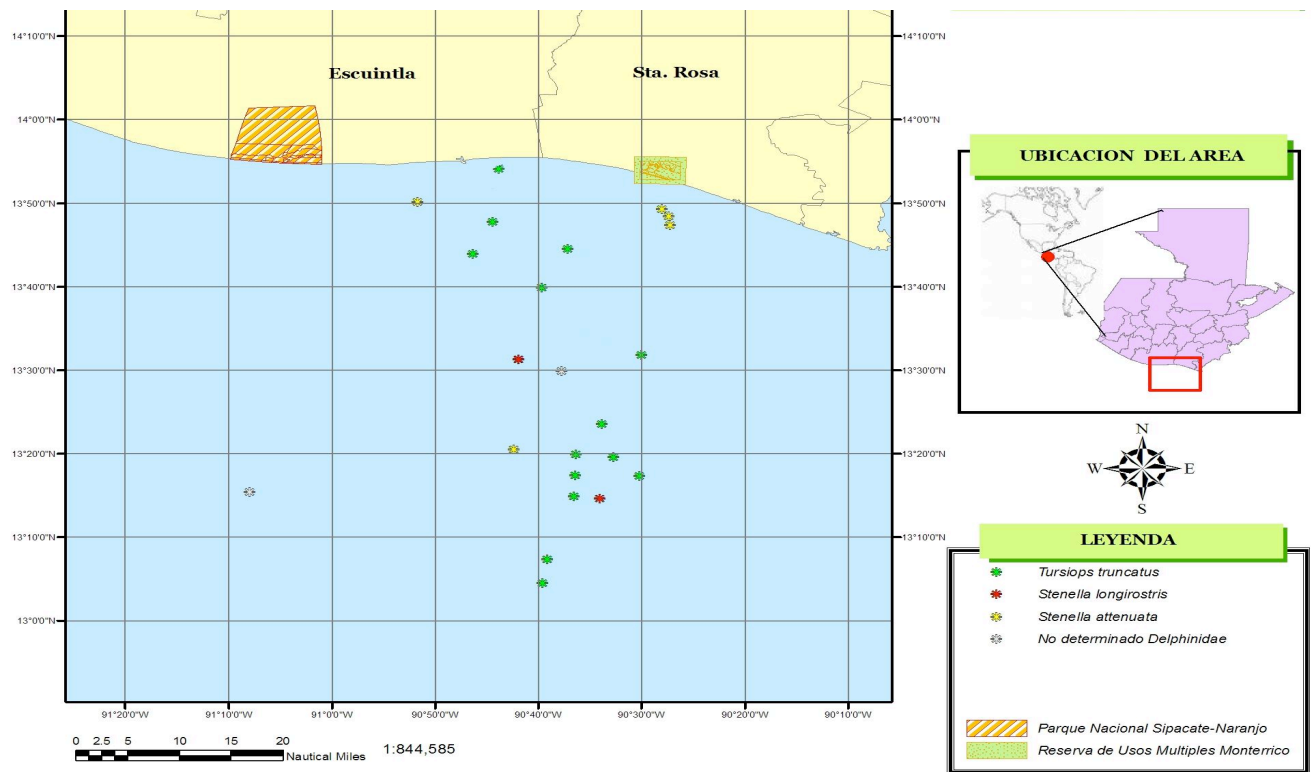 14°10'0"N
14°0'0"N
13°50'0"N
13°40'0"N
13°30'0"N
13°20'0"N
13°10'0"N
13°0'0"N
Escuintla
Sta. Rosa
14°10'0"N
14°0'0"N
13°50'0"N
13°40'0"N
13°30'0"N
13°20'0"N
13°10'0"N
13°0'0"N
91°20'0"W 91°10'0"W 91°0'0"W 90°50'0"W 90°40'0"W 90°30'0"W 90°20'0"W 90°10'0"W
0 2.5 5 10 15 20
Nautical Miles
1:844,585
UBICACION DEL AREA
N
W E
S
LEYENDA
Tursiops truncatus
Stenella longirostris
Stenella attenuata
No determinado Delphinidae
Parque Nacional Sipacate-Naranjo
Reserva de Usos Multiples Monterrico